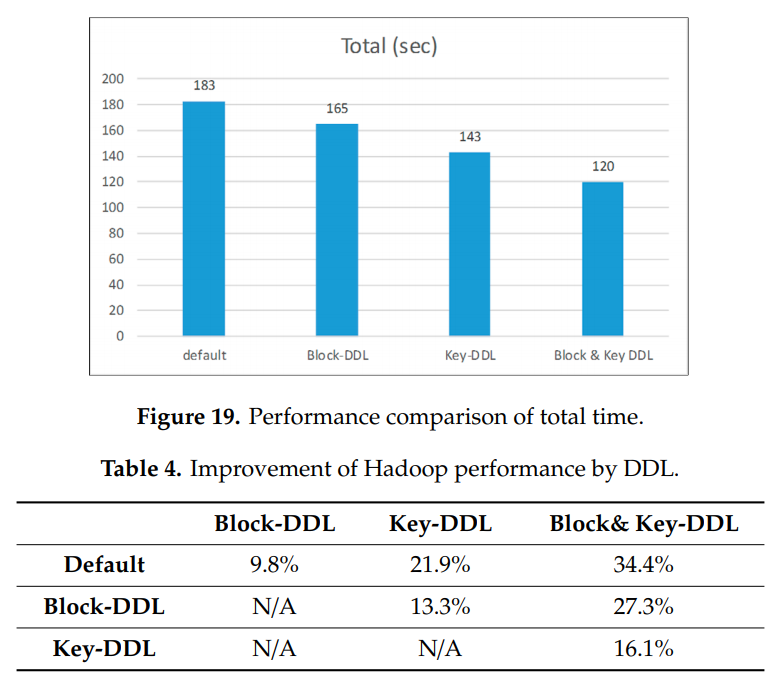 Total (sec)
200
180
160
140
120
100
80
60
40
20
0
183
165
143
120
default Block-DDL Key-DDL Block & Key DDL
Figure 19. Performance comparison of total time.
Table 4. Improvement of Hadoop performance by DDL.
Block-DDL Key-DDL Block& Key-DDL
Default 9.8% 21.9% 34.4%
Block-DDL N/A 13.3% 27.3%
Key-DDL N/A N/A 16.1%